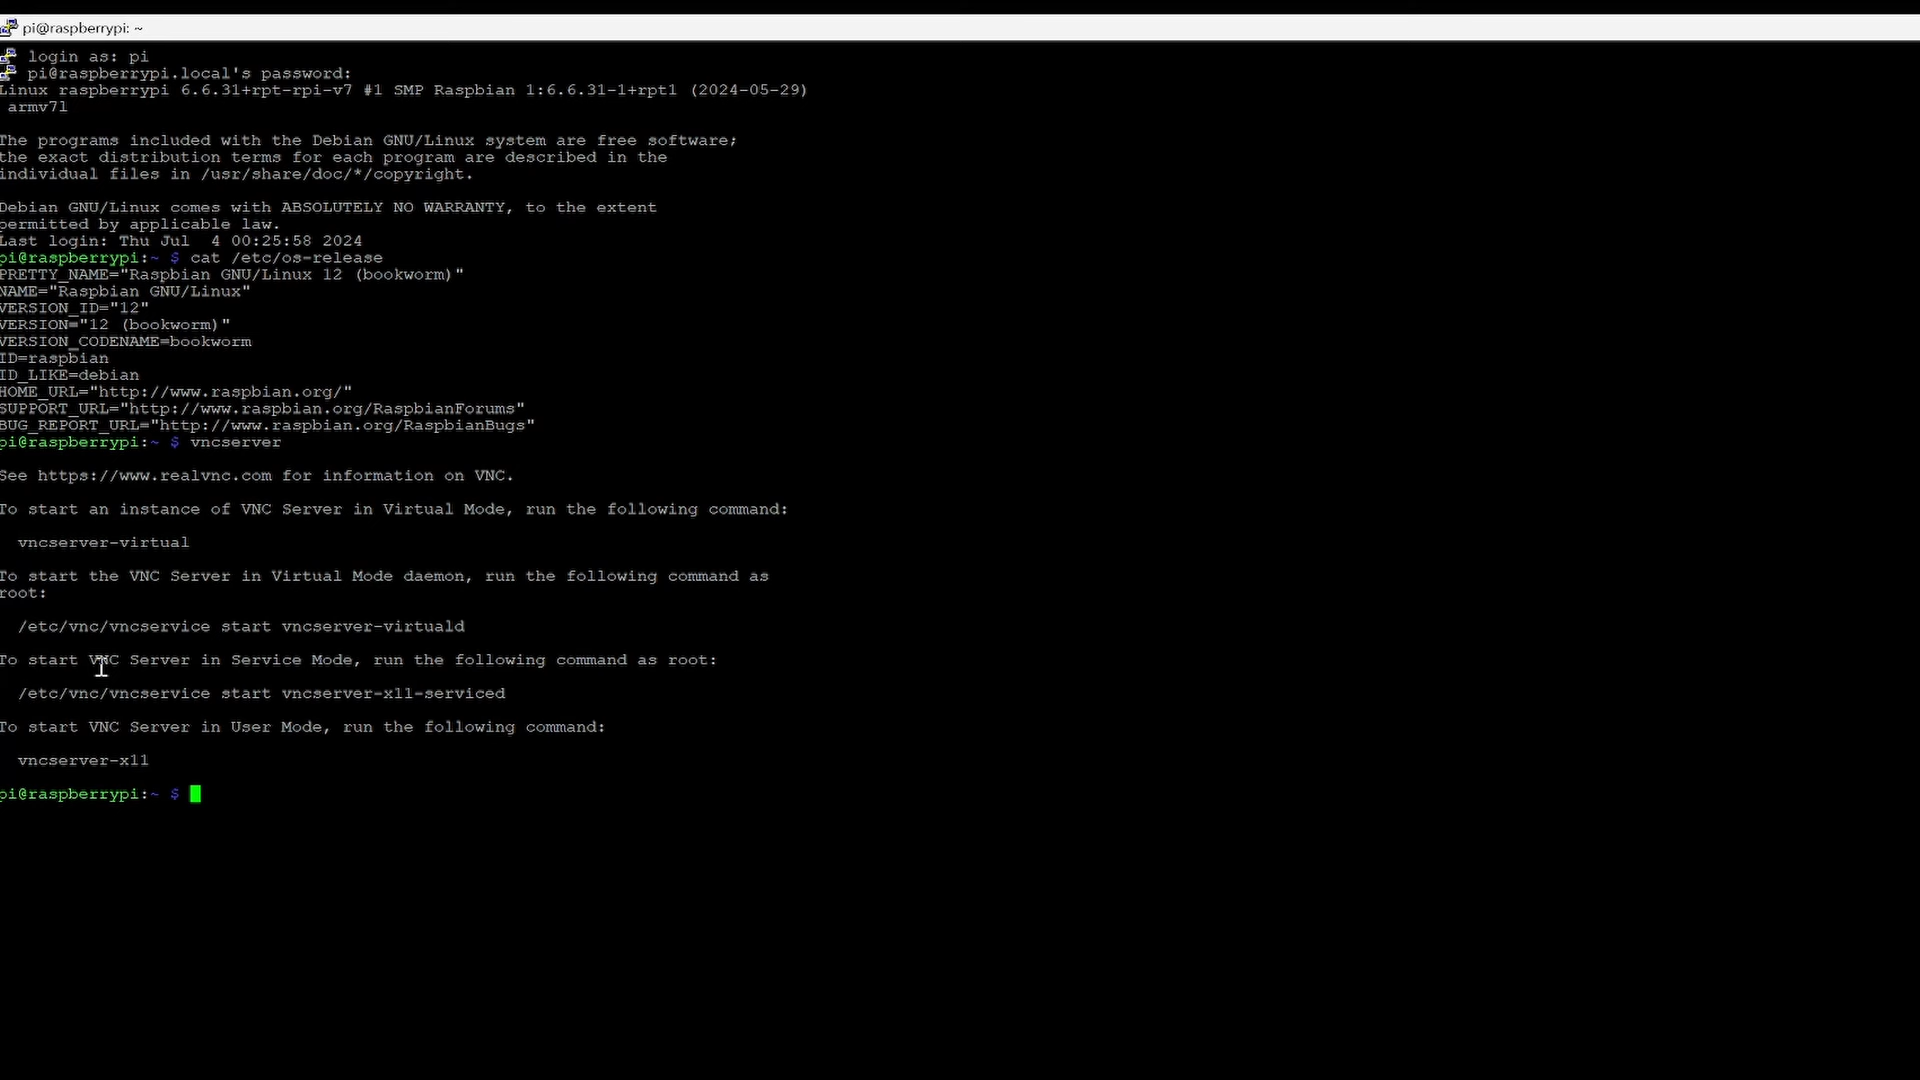 pi@raspberrypi: ~
login as: pi
pi@raspberrypi.local's password:
Linux raspberrypi 6.6.31+rpt-rpi-v7 #1 SMP Raspbian 1:6.6.31-1+rpt1 (2024-05-29)
armv7l
The programs included with the Debian GNU/Linux system are free software;
the exact distribution terms for each program are described in the
individual files in /usr/share/doc/*/copyright.
Debian GNU/Linux comes with ABSOLUTELY NO WARRANTY, to the extent
permitted by applicable law.
Last login: Thu Jul  4 00:25:58 2024
pi@raspberrypi:~ $ cat /etc/os-release
PRETTY_NAME="Raspbian GNU/Linux 12 (bookworm)"
NAME="Raspbian GNU/Linux"
VERSION_ID="12"
VERSION="12 (bookworm)"
VERSION_CODENAME=bookworm
ID=raspbian
ID_LIKE=debian
HOME_URL="http://www.raspbian.org/"
SUPPORT_URL="http://www.raspbian.org/RaspbianForums"
BUG_REPORT_URL="http://www.raspbian.org/RaspbianBugs"
pi@raspberrypi:~ $ vncserver
See https://www.realvnc.com for information on VNC.
To start an instance of VNC Server in Virtual Mode, run the following command:
vncserver-virtual
To start the VNC Server in Virtual Mode daemon, run the following command as
root:
/etc/vnc/vncservice start vncserver-virtuald
To start VNC Server in Service Mode, run the following command as root:
/etc/vnc/vncservice start vncserver-x11-serviced
To start VNC Server in User Mode, run the following command:
vncserver-x11
pi@raspberrypi:~ $